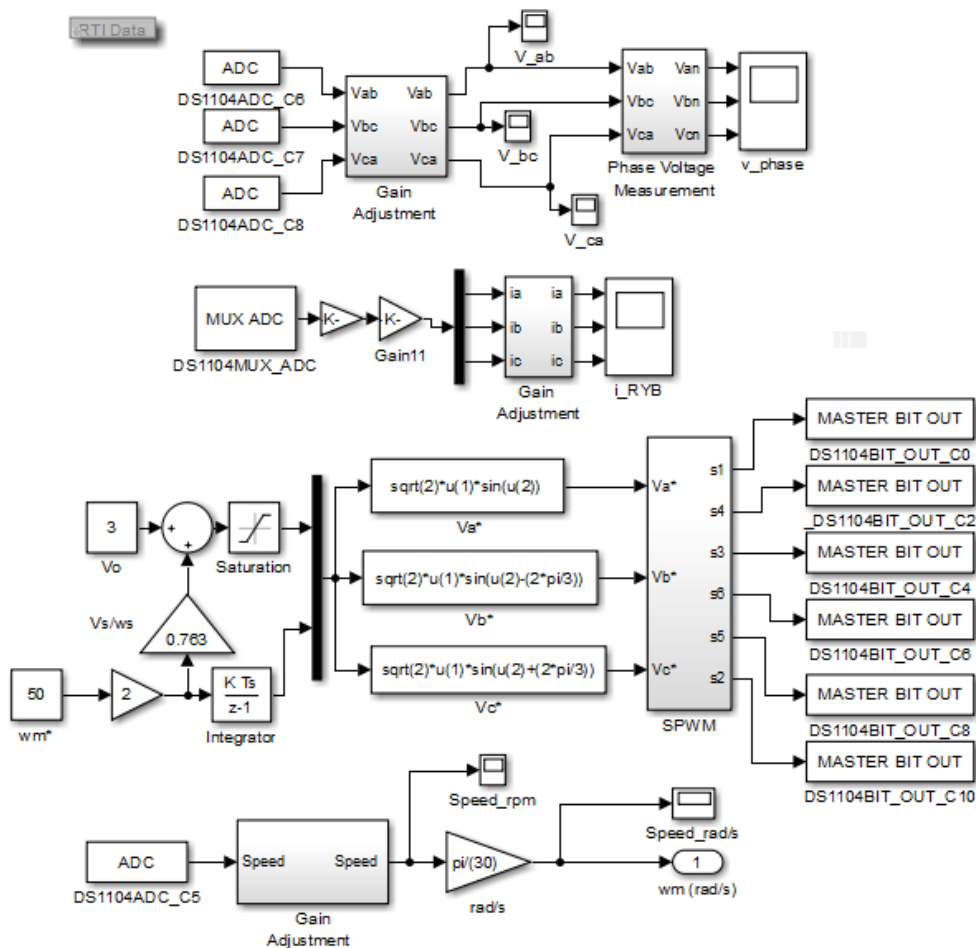 RTI Data
ADC
DS1104ADC_C6
ADC
DS1104ADC_C7
ADC
DS1104ADC_C8
Vab Vab
Vbc Vbc
Vca Vca
Gain
Adjustment
V_ab
V_bc
V_ca
Vab Van
Vbc Vbn
Vca Vcn
Phase Voltage
Measurement
v_phase
MUX ADC
DS1104MUX_ADC
K-
K-
Gain11
ia ia
ib ib
ic ic
Gain
Adjustment
i_RYB
3
Vo
+
+
Saturation
Vs/ws
0.763
50
wm*
2
K Ts
z-1
Integrator
sqrt(2)*u(1)*sin(u(2))
Va*
sqrt(2)*u(1)*sin(u(2)-(2*pi/3))
Vb*
sqrt(2)*u(1)*sin(u(2)+(2*pi/3))
Vc*
Va*
Vb*
Vc*
s1
s4
s3
s6
s5
s2
SPWM
MASTER BIT OUT
DS1104BIT_OUT_C0
MASTER BIT OUT
_DS1104BIT_OUT_C2
MASTER BIT OUT
DS1104BIT_OUT_C4
MASTER BIT OUT
DS1104BIT_OUT_C6
MASTER BIT OUT
DS1104BIT_OUT_C8
MASTER BIT OUT
DS1104BIT_OUT_C10
ADC
DS1104ADC_C5
Speed Speed
Gain
Adjustment
Speed_rpm
pi/(30)
rad/s
Speed_rad/s
1
wm (rad/s)